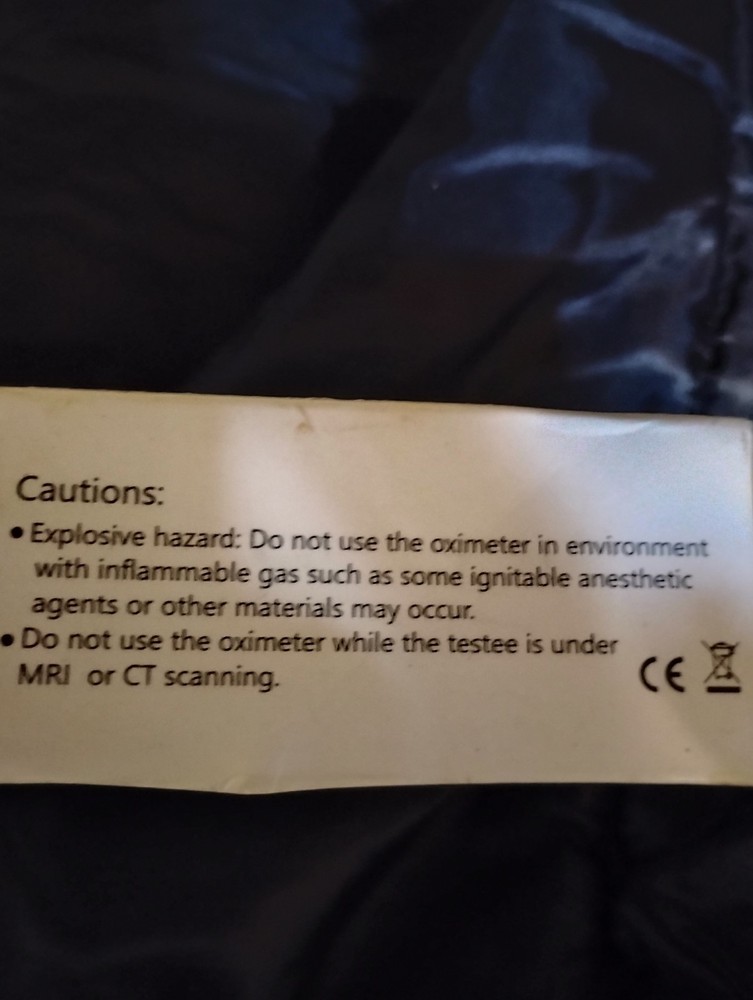 Cautions:
• Explosive hazard: Do not use the oximeter in environment
with inflammable gas such as some ignitable anesthetic
agents or other materials may occur.
• Do not use the oximeter while the testee is under
MRI or CT scanning.
CE